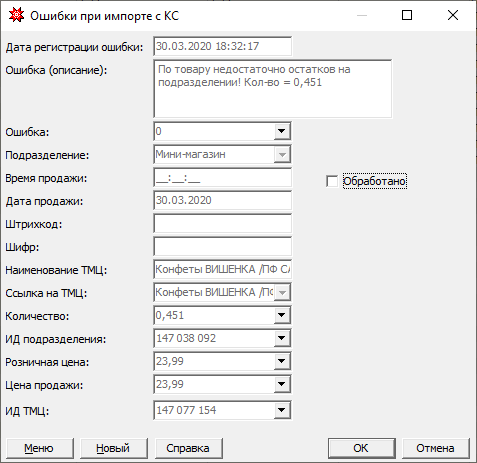 Ошибки при импорте с КС
Дата регистрации ошибки: 30.03.2020 18:32:17
Ошибка (описание): По товару недостаточно остатков на
подразделении! Кол-во = 0,451
Ошибка: 0
Подразделение: Мини-магазин
Время продажи: __:__:__
Обработано
Дата продажи: 30.03.2020
Штрихкод:
Шифр:
Наименование ТМЦ: Конфеты ВИШЕНКА /ПФ СА
Ссылка на ТМЦ: Конфеты ВИШЕНКА /ПФ
Количество: 0,451
ИД подразделения: 147 038 092
Розничная цена: 23,99
Цена продажи: 23,99
ИД ТМЦ: 147 077 154
Меню Новый Справка OK Отмена